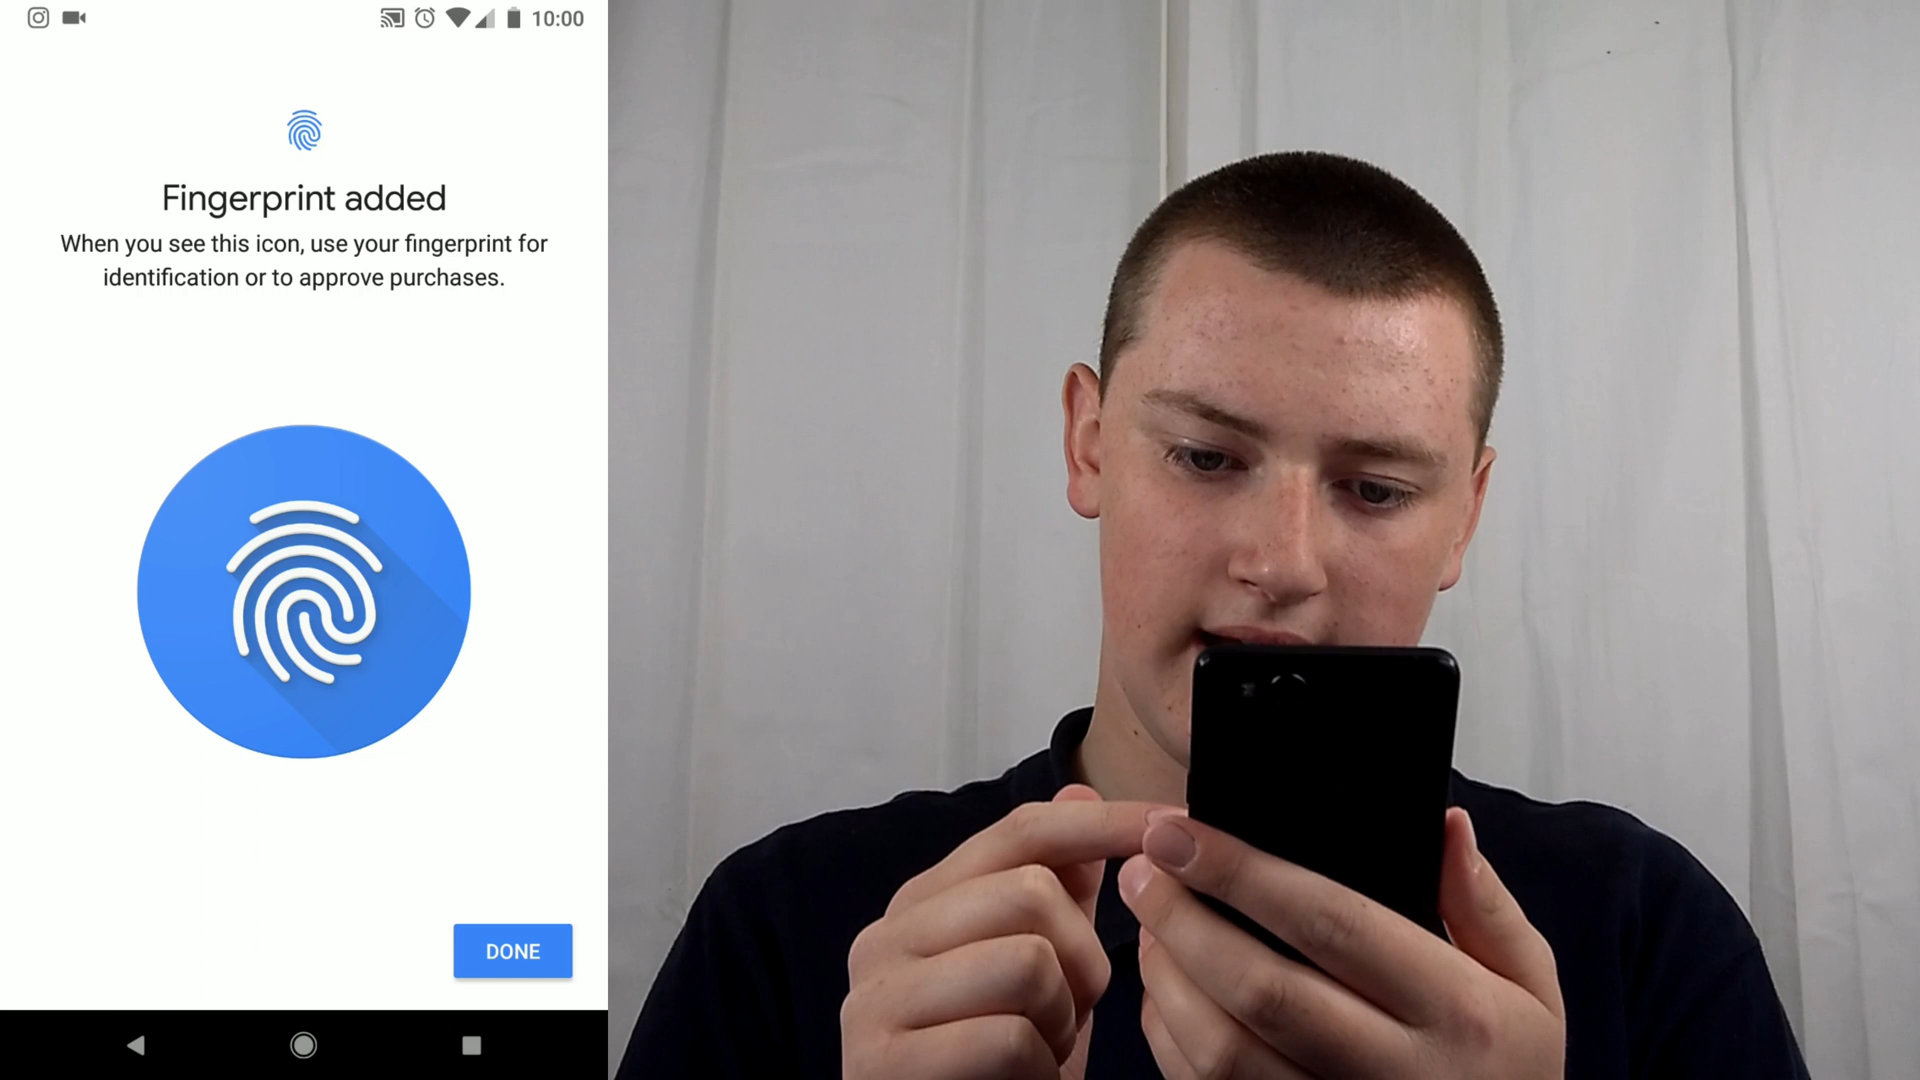 10:00
Fingerprint added
When you see this icon, use your fingerprint for
identification or to approve purchases.
DONE